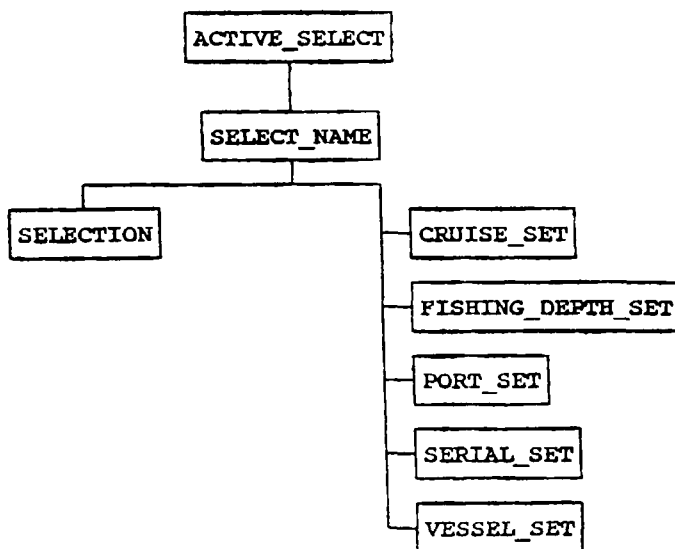 ACTIVE_SELECT
SELECT_NAME
SELECTION
CRUISE_SET
FISHING_DEPTH_SET
PORT_SET
SERIAL_SET
VESSEL_SET